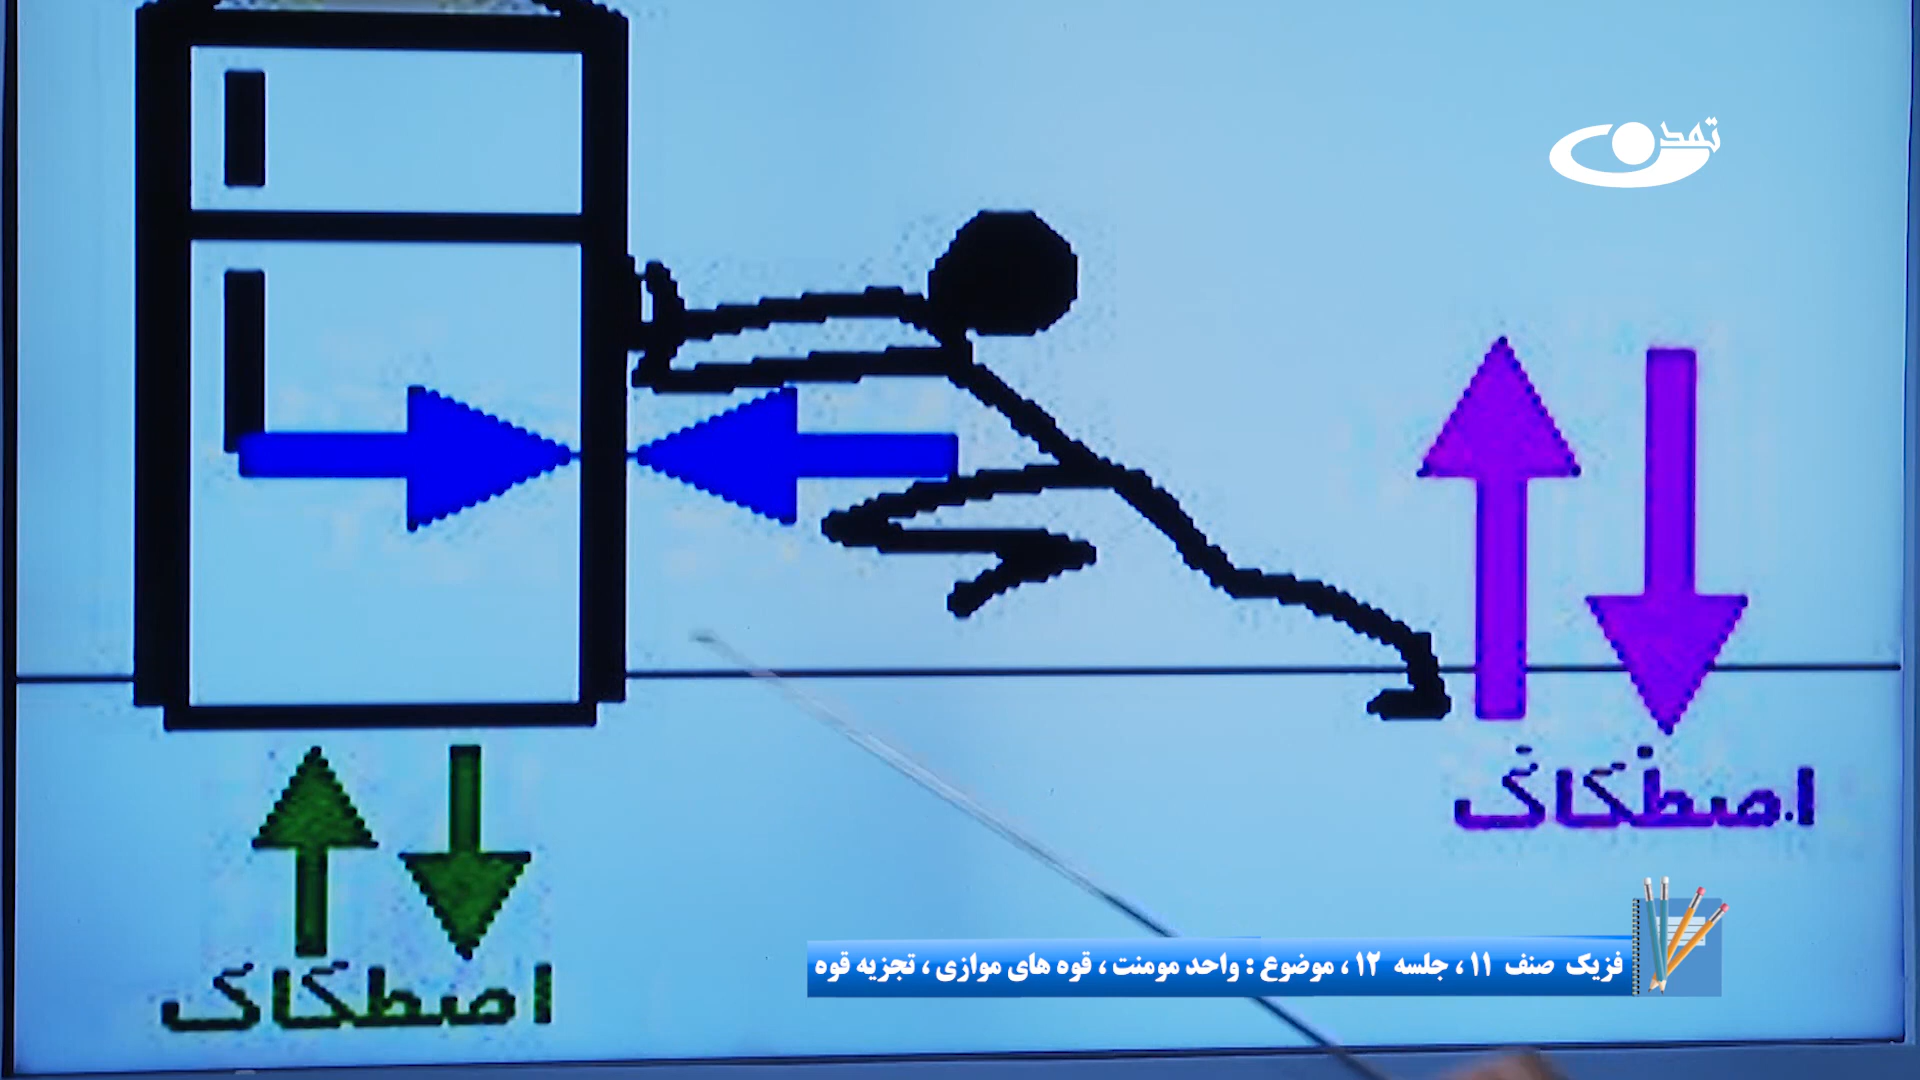 تمدن
اصطکاک
اصطکاک
فزیک صنف ۱۱ ، جلسه ۱۲ ، موضوع : واحد مومنت ، قوه های موازی ، تجزیه قوه